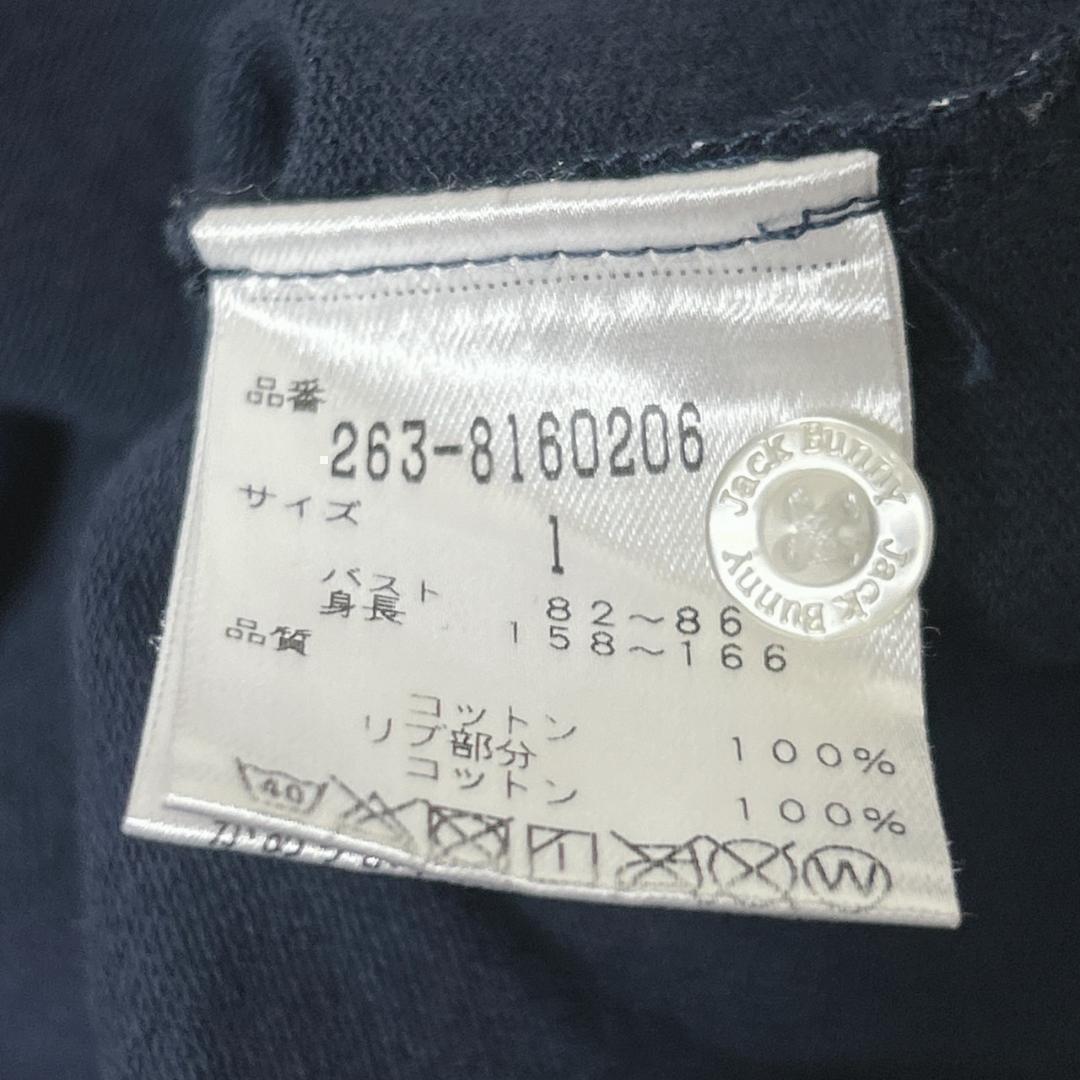 品番
263-8160206
サイズ
1
バスト 82～86
身長 158～166
品質
コットン 100%
リブ部分
コットン 100%
40
W
Jack Bunny Jack Bunny